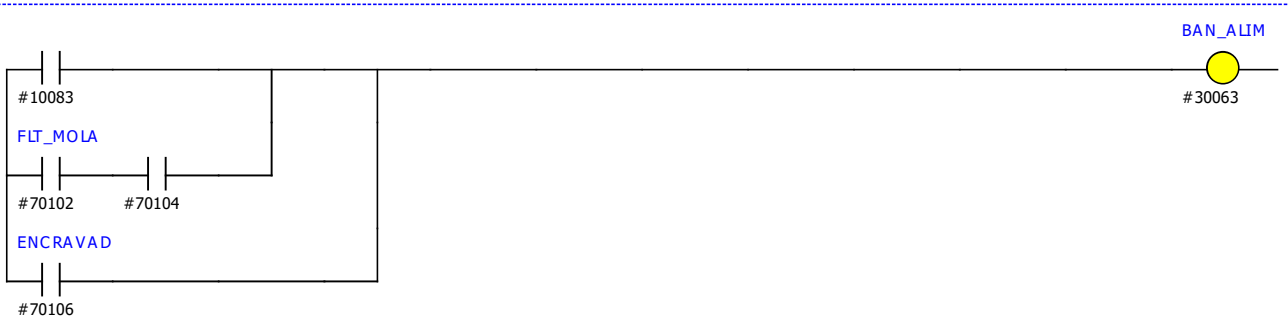 BAN_ALIM
#10083
#30063
FLT_MOLA
#70102
#70104
ENCRAVAD
#70106